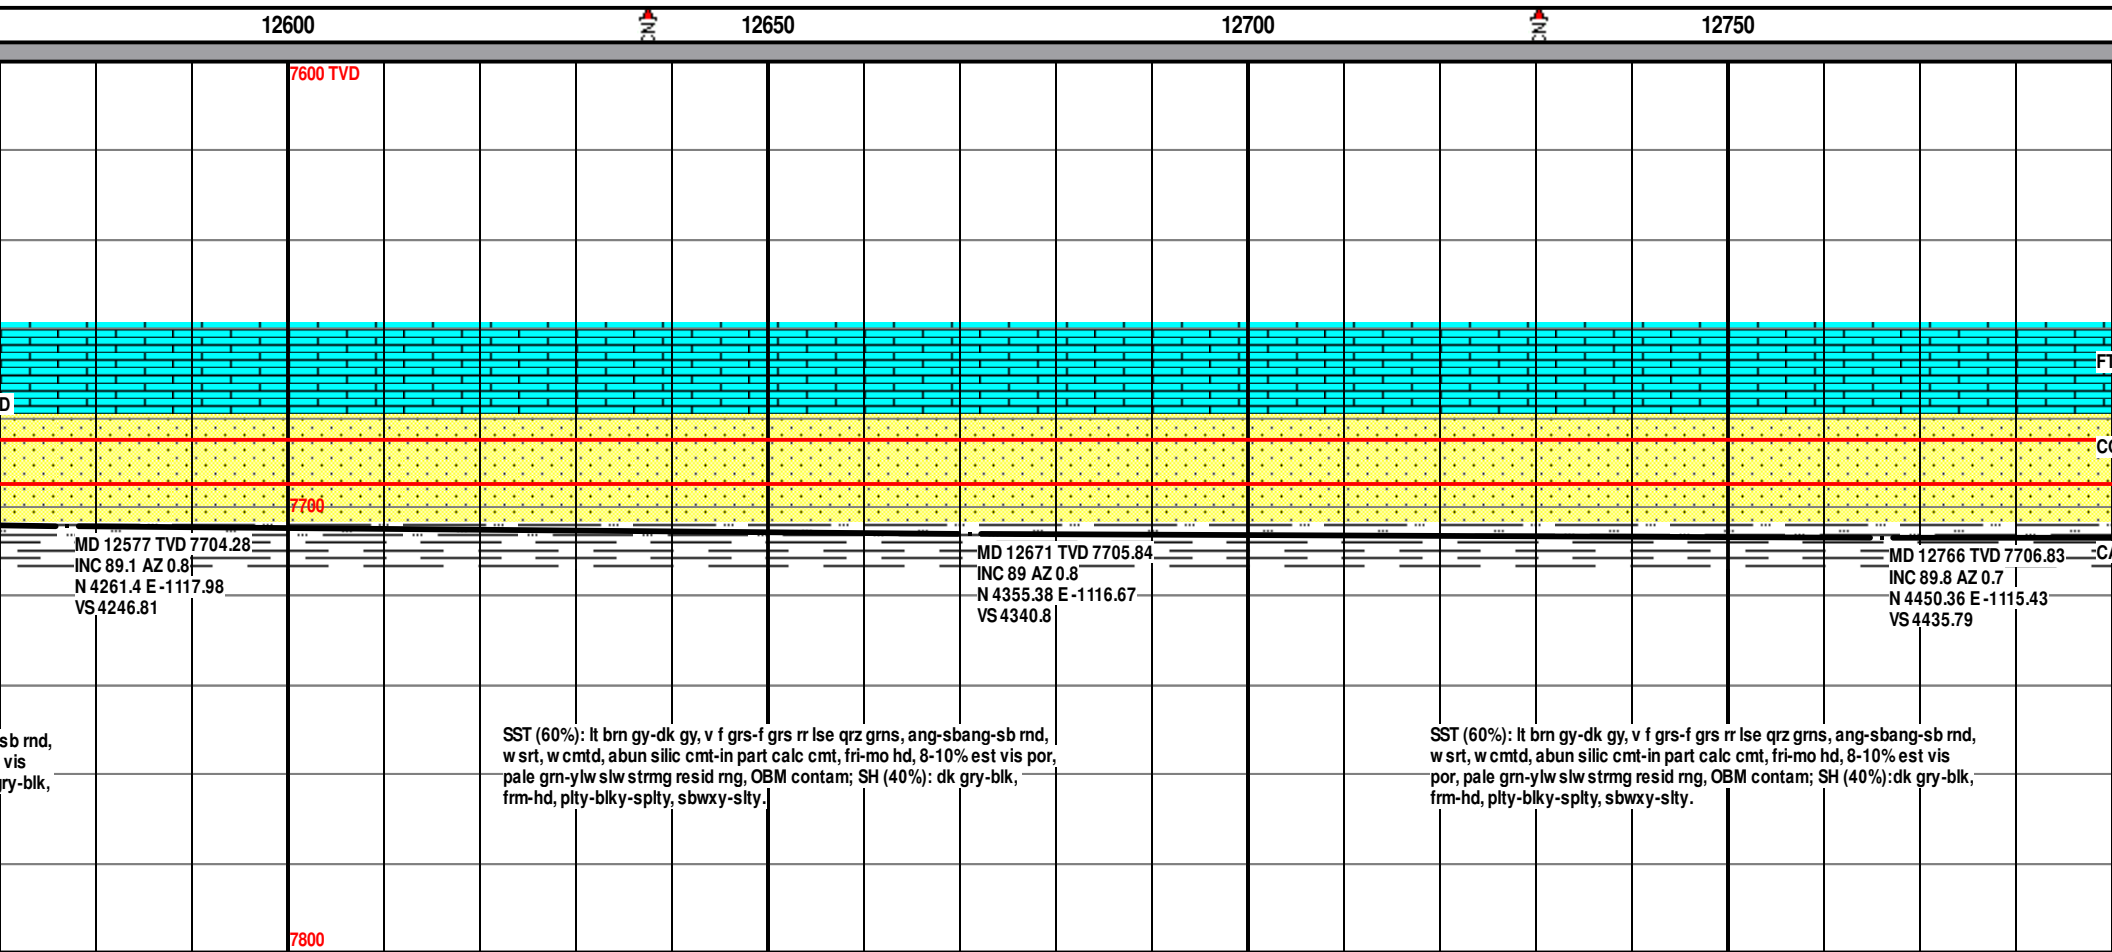 12600 12650 12700 12750
CN CN
7600 TVD
FT
D
CO
7700
MD 12577 TVD 7704.28
INC 89.1 AZ 0.8
N 4261.4 E -1117.98
VS 4246.81
MD 12671 TVD 7705.84
INC 89 AZ 0.8
N 4355.38 E -1116.67
VS 4340.8
MD 12766 TVD 7706.83
INC 89.8 AZ 0.7
N 4450.36 E -1115.43
VS 4435.79
CA
sb rnd,
vis
gry-blk,
SST (60%): lt brn gy-dk gy, v f grs-f grs rr lse qrz grns, ang-sbang-sb rnd,
w srt, w cmtd, abun silic cmt-in part calc cmt, fri-mo hd, 8-10% est vis por,
pale grn-ylw slw strmg resid rng, OBM contam; SH (40%): dk gry-blk,
frm-hd, plty-blky-splty, sbwxy-slty.
SST (60%): lt brn gy-dk gy, v f grs-f grs rr lse qrz grns, ang-sbang-sb rnd,
w srt, w cmtd, abun silic cmt-in part calc cmt, fri-mo hd, 8-10% est vis
por, pale grn-ylw slw strmg resid rng, OBM contam; SH (40%):dk gry-blk,
frm-hd, plty-blky-splty, sbwxy-slty.
7800